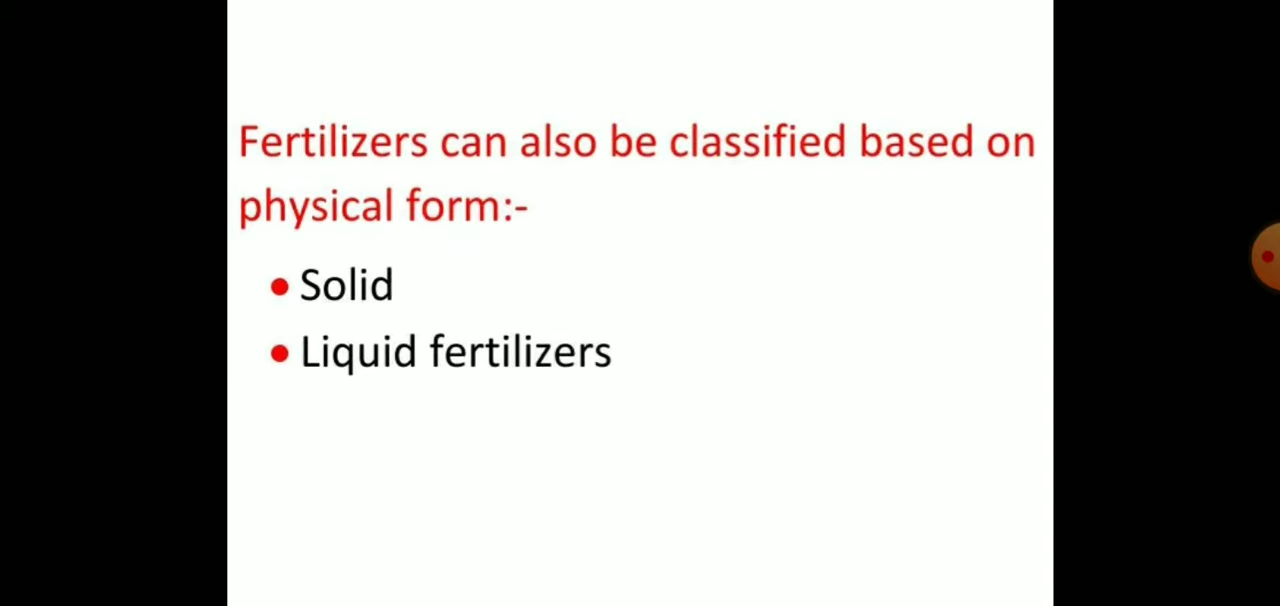 Fertilizers can also be classified based on
physical form:-
• Solid
• Liquid fertilizers